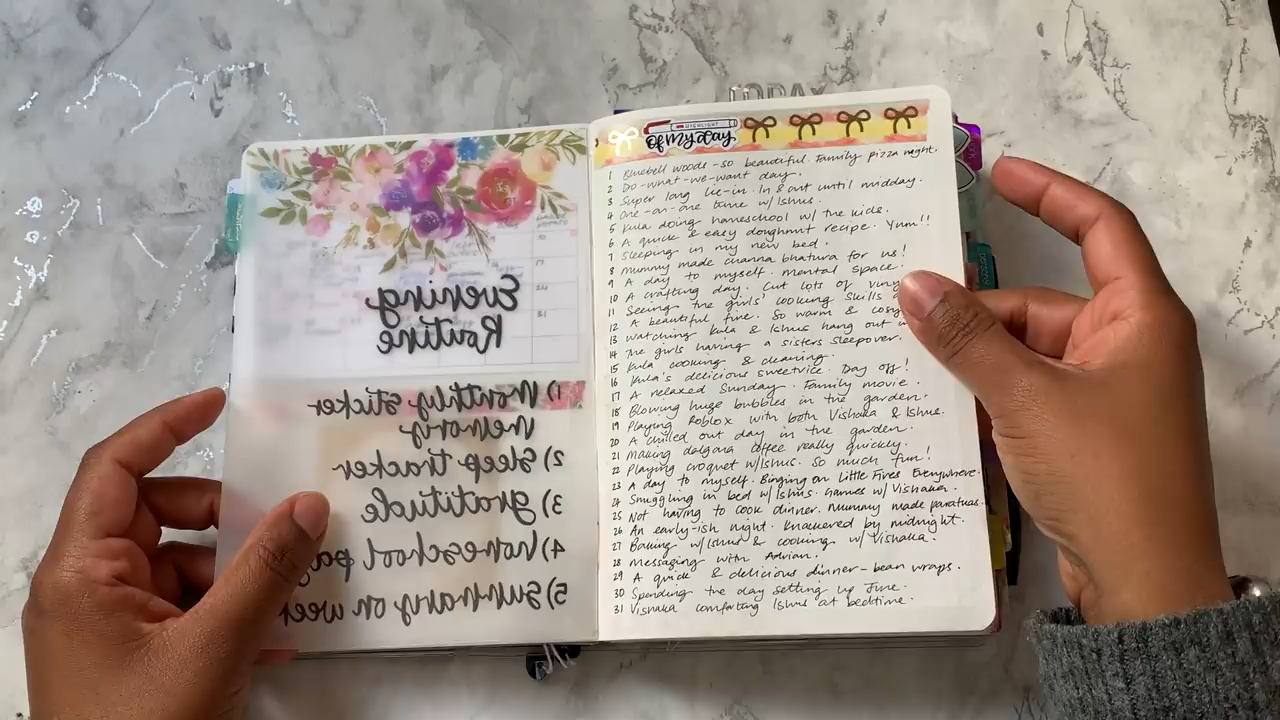 TODAY
Evening
Routine
1) Monthly sticker
memory
2) Sleep tracker
3) gratitude
4) homeschool
5) Summary on week
HIGHLIGHT
OF MY DAY
1 Bluebell woods - so beautiful. Family pizza night.
2 Do-what-we-want day.
3 Super long lie-in. In & out until midday.
4 One-on-one time w/ Ishus.
5 Kula doing homeschool w/ the kids.
6 A quick & easy doughnut recipe. Yum!!
7 Sleeping in my new bed.
8 Mummy made channa bhatura for us!
9 A day to myself. Mental space.
10 A crafting day. Cut lots of vinyl
11 Seeing the girls' cooking skills
12 A beautiful fire. So warm & cosy
13 Watching Kula & Ishus hang out
14 The girls having a sisters sleepover.
15 Kula cooking & cleaning.
16 Kula's delicious sweetrice. Day off!
17 A relaxed Sunday. Family movie.
18 Blowing huge bubbles in the garden.
19 Playing Roblox with both Vishaka & Ishus.
20 A chilled out day in the garden.
21 Making dalgona coffee really quickly.
22 Playing croquet w/ Ishus. So much fun!
23 A day to myself. Binging on Little Fires Everywhere.
24 Snuggling in bed w/ Ishus. Games w/ Vishaka.
25 Not having to cook dinner. Mummy made parathas.
26 An early-ish night. Knackered by midnight.
27 Baking w/ Ishus & cooking w/ Vishaka.
28 Messaging with Adrian.
29 A quick & delicious dinner - bean wraps.
30 Spending the day setting up June.
31 Vishaka comforting Ishus at bedtime.